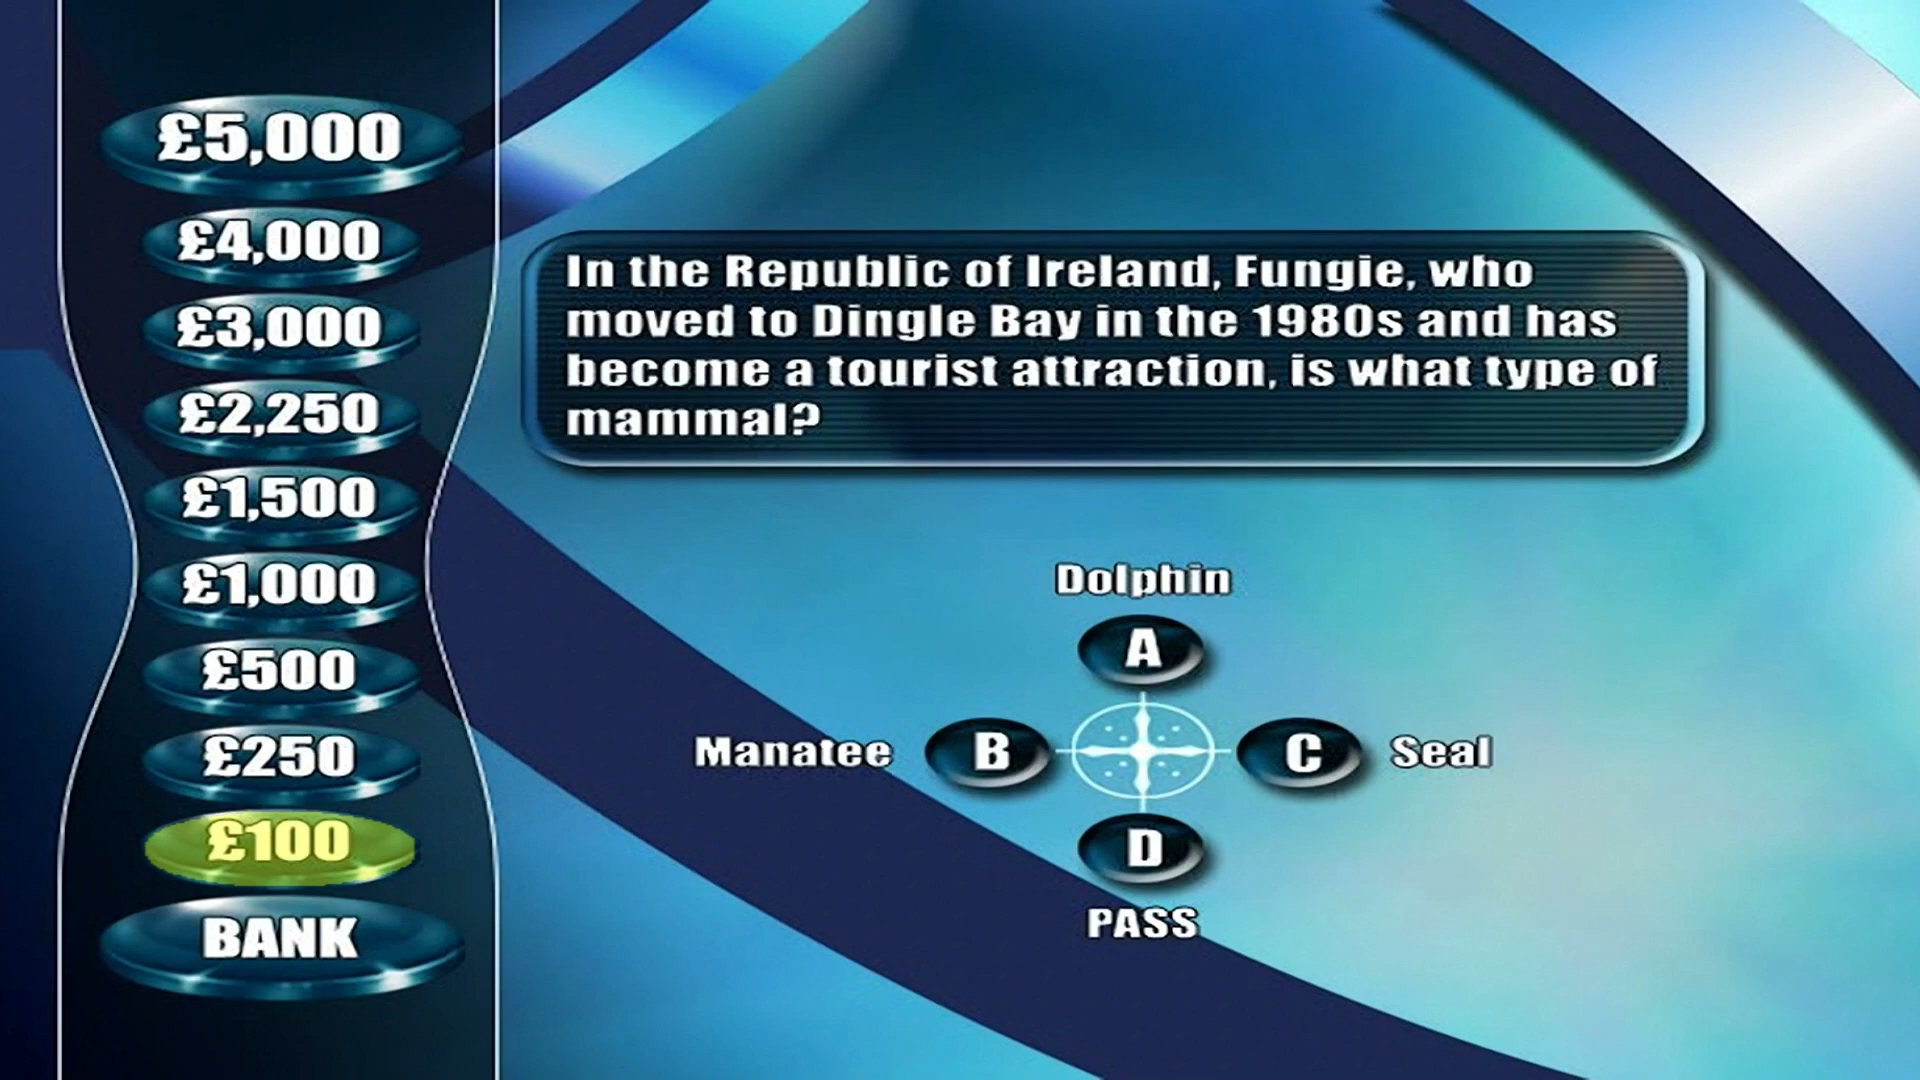 £5,000
£4,000
£3,000
£2,250
£1,500
£1,000
£500
£250
£100
BANK
In the Republic of Ireland, Fungie, who
moved to Dingle Bay in the 1980s and has
become a tourist attraction, is what type of
mammal?
Dolphin
A
Manatee B C Seal
D
PASS